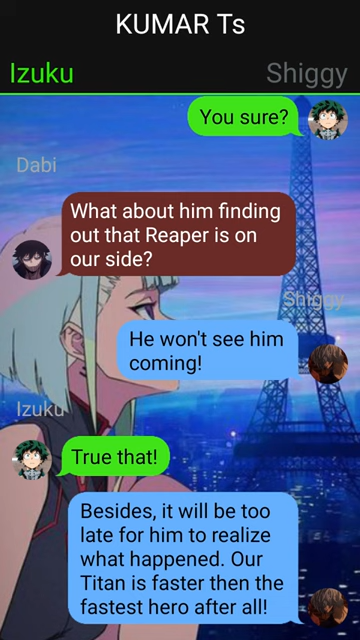 KUMAR Ts
Izuku Shiggy
You sure?
Dabi
What about him finding
out that Reaper is on
our side?
Shiggy
He won't see him
coming!
Izuku
True that!
Besides, it will be too
late for him to realize
what happened. Our
Titan is faster then the
fastest hero after all!